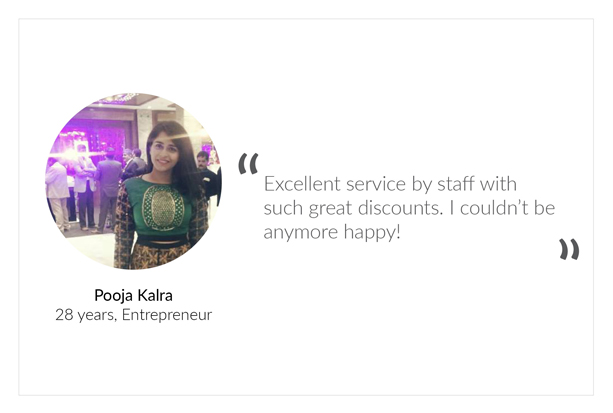 “
Excellent service by staff with
such great discounts. I couldn’t be
anymore happy!
”
Pooja Kalra
28 years, Entrepreneur